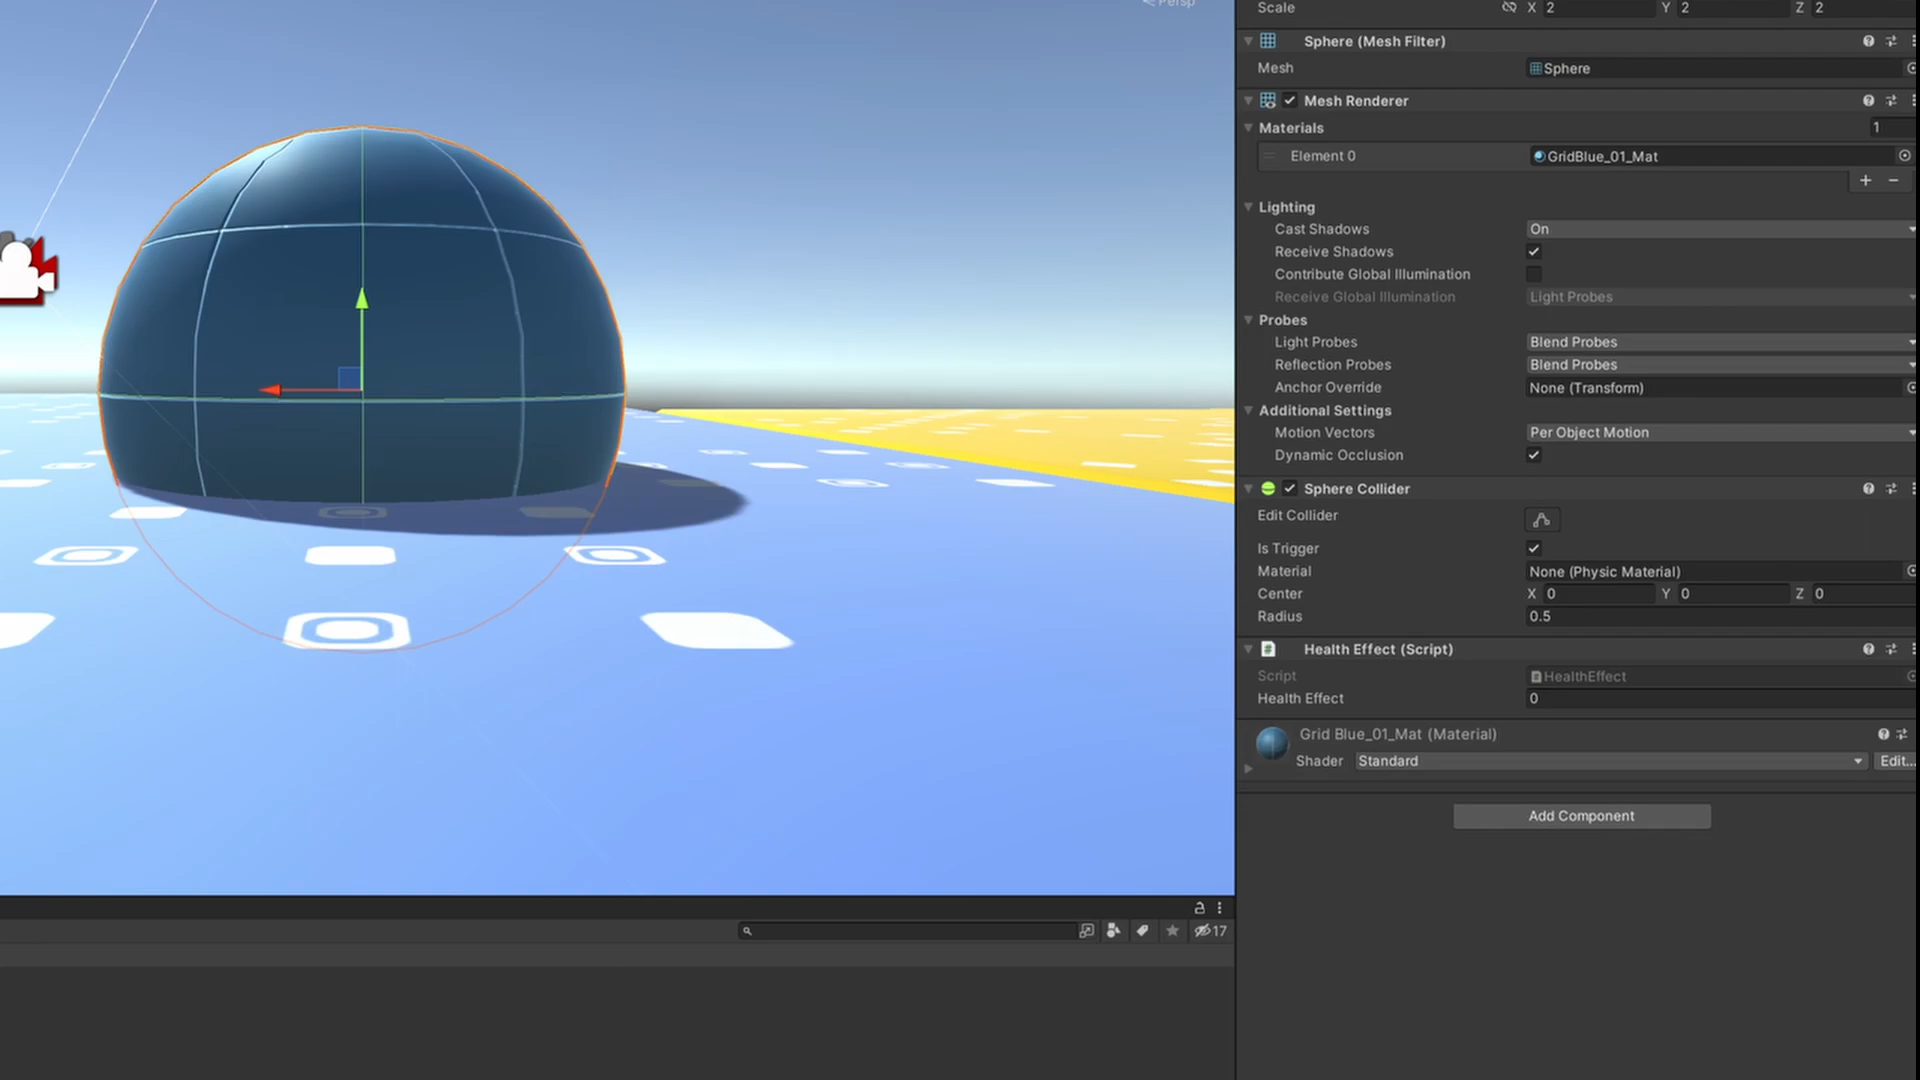 Persp
Scale X 2 Y 2 Z 2
Sphere (Mesh Filter)
Mesh Sphere
Mesh Renderer
Materials 1
Element 0 GridBlue_01_Mat
+ −
Lighting
Cast Shadows On
Receive Shadows
Contribute Global Illumination
Receive Global Illumination Light Probes
Probes
Light Probes Blend Probes
Reflection Probes Blend Probes
Anchor Override None (Transform)
Additional Settings
Motion Vectors Per Object Motion
Dynamic Occlusion
Sphere Collider
Edit Collider
Is Trigger
Material None (Physic Material)
Center X 0 Y 0 Z 0
Radius 0.5
Health Effect (Script)
Script HealthEffect
Health Effect 0
Grid Blue_01_Mat (Material)
Shader Standard Edit...
Add Component
17